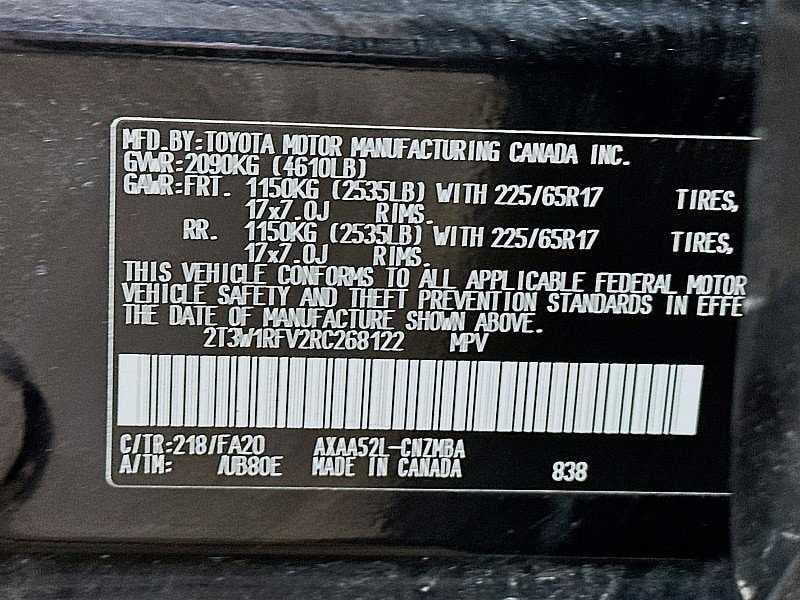 MFD.BY:TOYOTA MOTOR MANUFACTURING CANADA INC.
GVWR:2090KG (4610LB)
GAWR:FRT. 1150KG (2535LB) WITH 225/65R17 TIRES,
17x7.0J RIMS.
RR. 1150KG (2535LB) WITH 225/65R17 TIRES,
17x7.0J RIMS.
THIS VEHICLE CONFORMS TO ALL APPLICABLE FEDERAL MOTOR
VEHICLE SAFETY AND THEFT PREVENTION STANDARDS IN EFFE
THE DATE OF MANUFACTURE SHOWN ABOVE.
2T3W1RFV2RC268122 MPV
C/TR:218/FA20 AXAA52L-CNZMBA
A/TM: /UB80E MADE IN CANADA 838